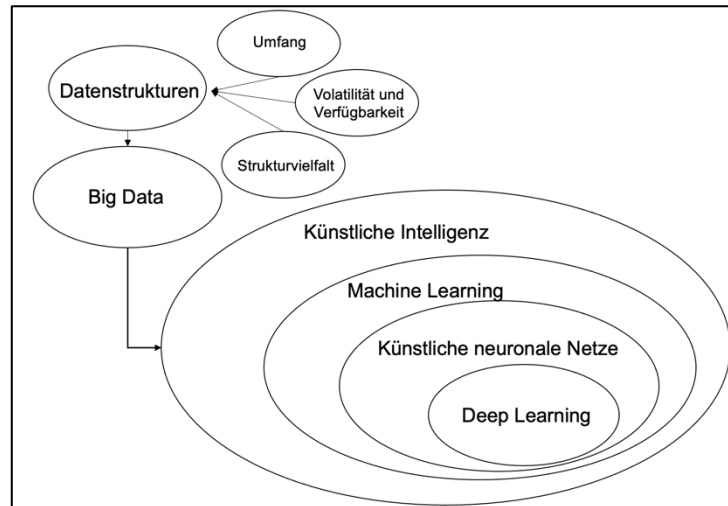 Umfang
Datenstrukturen
Volatilität und
Verfügbarkeit
Strukturvielfalt
Big Data
Künstliche Intelligenz
Machine Learning
Künstliche neuronale Netze
Deep Learning